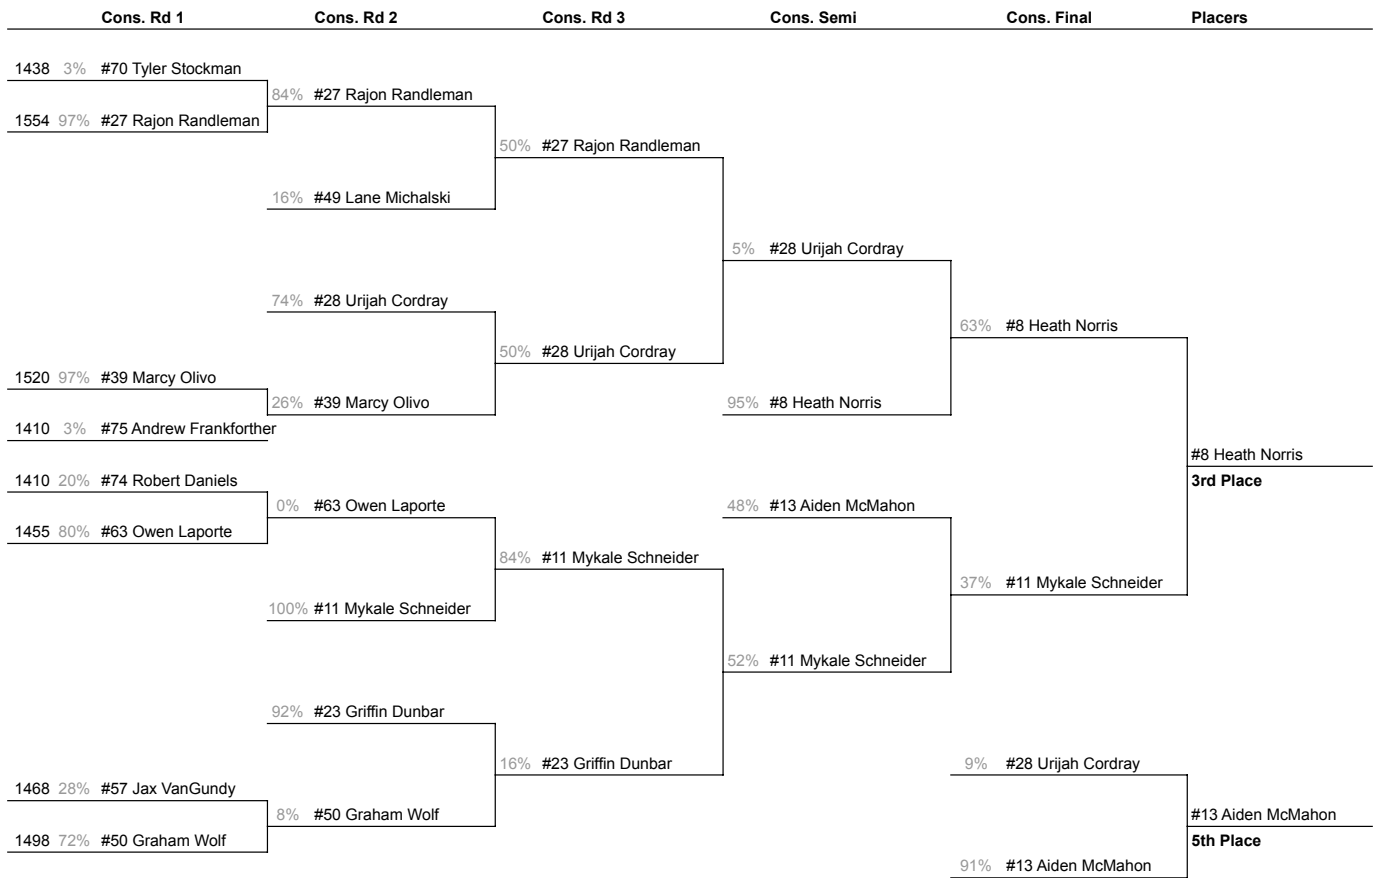 Cons. Rd 1 Cons. Rd 2 Cons. Rd 3 Cons. Semi Cons. Final Placers
1438 3% #70 Tyler Stockman
84% #27 Rajon Randleman
1554 97% #27 Rajon Randleman
50% #27 Rajon Randleman
16% #49 Lane Michalski
5% #28 Urijah Cordray
74% #28 Urijah Cordray
63% #8 Heath Norris
50% #28 Urijah Cordray
1520 97% #39 Marcy Olivo
26% #39 Marcy Olivo 95% #8 Heath Norris
1410 3% #75 Andrew Frankforther
#8 Heath Norris
1410 20% #74 Robert Daniels 3rd Place
0% #63 Owen Laporte 48% #13 Aiden McMahon
1455 80% #63 Owen Laporte
84% #11 Mykale Schneider
37% #11 Mykale Schneider
100% #11 Mykale Schneider
52% #11 Mykale Schneider
92% #23 Griffin Dunbar
16% #23 Griffin Dunbar 9% #28 Urijah Cordray
1468 28% #57 Jax VanGundy
8% #50 Graham Wolf #13 Aiden McMahon
1498 72% #50 Graham Wolf 5th Place
91% #13 Aiden McMahon